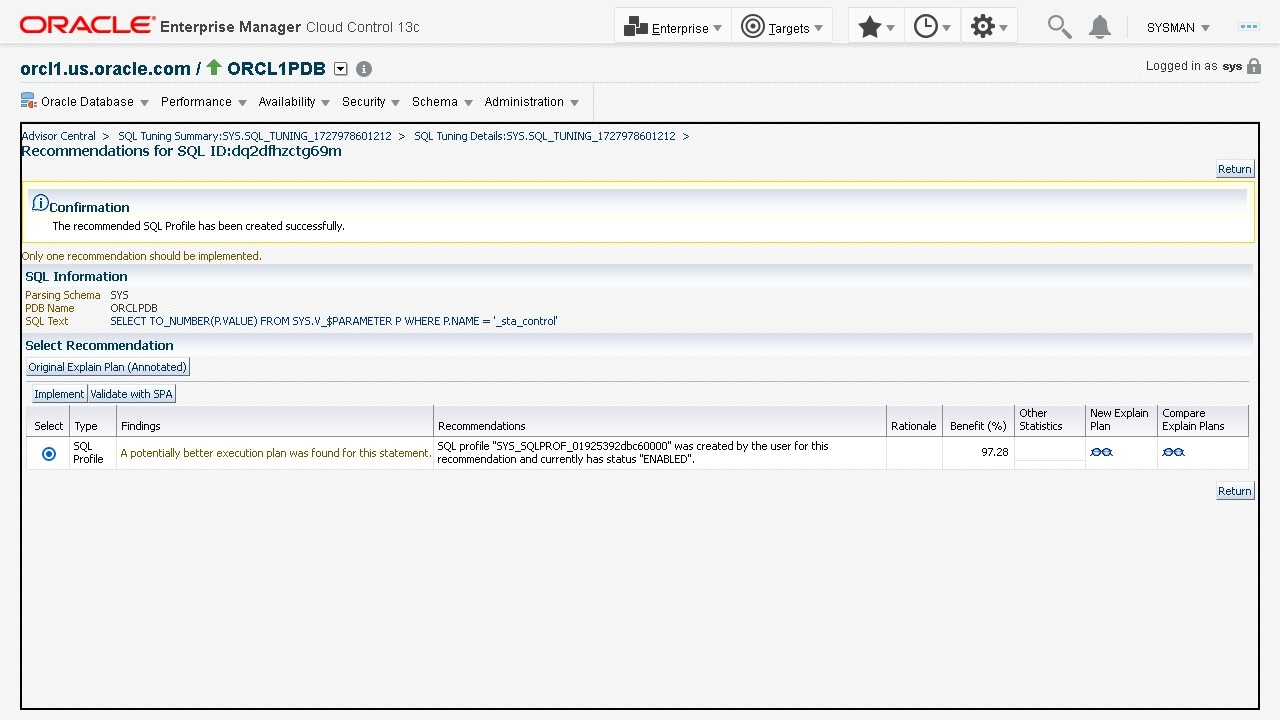 ORACLE Enterprise Manager Cloud Control 13c Enterprise Targets SYSMAN
orcl1.us.oracle.com / ORCL1PDB Logged in as sys
Oracle Database Performance Availability Security Schema Administration
Advisor Central > SQL Tuning Summary:SYS.SQL_TUNING_1727978601212 > SQL Tuning Details:SYS.SQL_TUNING_1727978601212 >
Recommendations for SQL ID:dq2dfhzctg69m
Return
Confirmation
The recommended SQL Profile has been created successfully.
Only one recommendation should be implemented.
SQL Information
Parsing Schema SYS
PDB Name ORCLPDB
SQL Text SELECT TO_NUMBER(P.VALUE) FROM SYS.V_$PARAMETER P WHERE P.NAME = '_sta_control'
Select Recommendation
Original Explain Plan (Annotated)
Implement Validate with SPA
Select Type Findings Recommendations Rationale Benefit (%) Other Statistics New Explain Plan Compare Explain Plans
SQL Profile A potentially better execution plan was found for this statement. SQL profile "SYS_SQLPROF_01925392dbc60000" was created by the user for this recommendation and currently has status "ENABLED". 97.28
Return